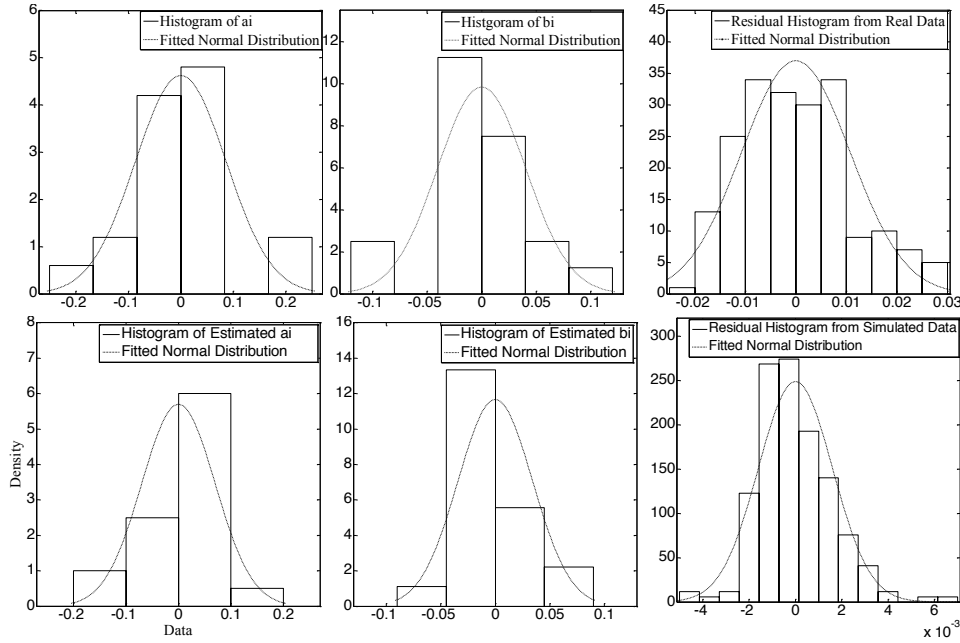 Histogram of ai
Fitted Normal Distribution
6
5
4
3
2
1
0
-0.2 -0.1 0 0.1 0.2
Histgoram of bi
Fitted Normal Distribution
12
10
8
6
4
2
0
-0.1 -0.05 0 0.05 0.1
Residual Histogram from Real Data
Fitted Normal Distribution
45
40
35
30
25
20
15
10
5
0
-0.02 -0.01 0 0.01 0.02 0.03
Histogram of Estimated ai
Fitted Normal Distribution
8
7
6
5
4
3
2
1
0
-0.2 -0.1 0 0.1 0.2
Density
Data
Histogram of Estimated bi
Fitted Normal Distribution
16
14
12
10
8
6
4
2
0
-0.1 -0.05 0 0.05 0.1
Residual Histogram from Simulated Data
Fitted Normal Distribution
300
250
200
150
100
50
0
-4 -2 0 2 4 6
x 10-3